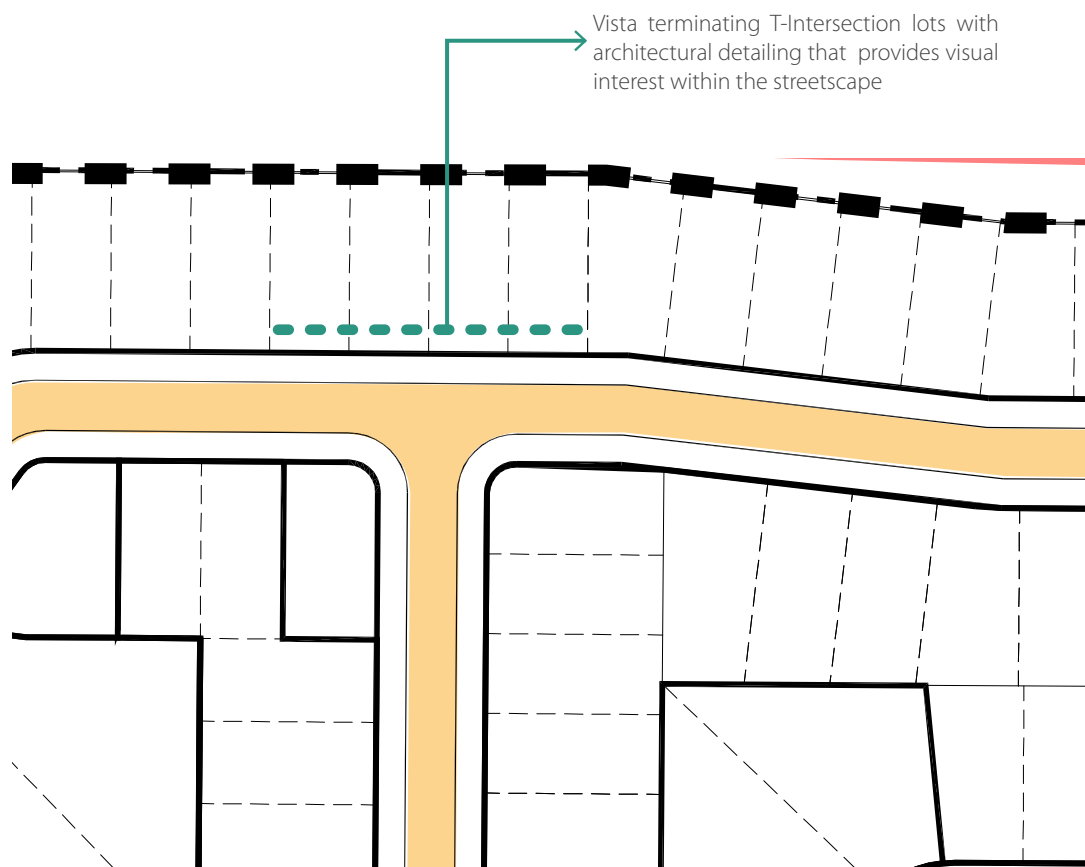 Vista terminating T-Intersection lots with
architectural detailing that provides visual
interest within the streetscape